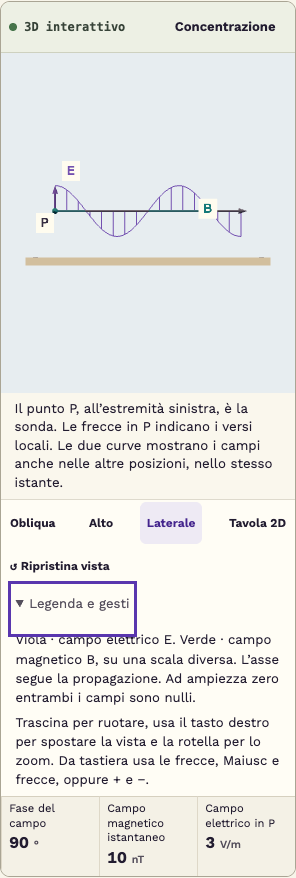 3D interattivo
Concentrazione
E
B
P
Il punto P, all’estremità sinistra, è la
sonda. Le frecce in P indicano i versi
locali. Le due curve mostrano i campi
anche nelle altre posizioni, nello stesso
istante.
Obliqua
Alto
Laterale
Tavola 2D
↺ Ripristina vista
▼ Legenda e gesti
Viola · campo elettrico E. Verde · campo
magnetico B, su una scala diversa. L’asse
segue la propagazione. Ad ampiezza zero
entrambi i campi sono nulli.
Trascina per ruotare, usa il tasto destro
per spostare la vista e la rotella per lo
zoom. Da tastiera usa le frecce, Maiusc e
frecce, oppure + e −.
Fase del
campo
90 °
Campo
magnetico
istantaneo
10 nT
Campo
elettrico in P
3 V/m